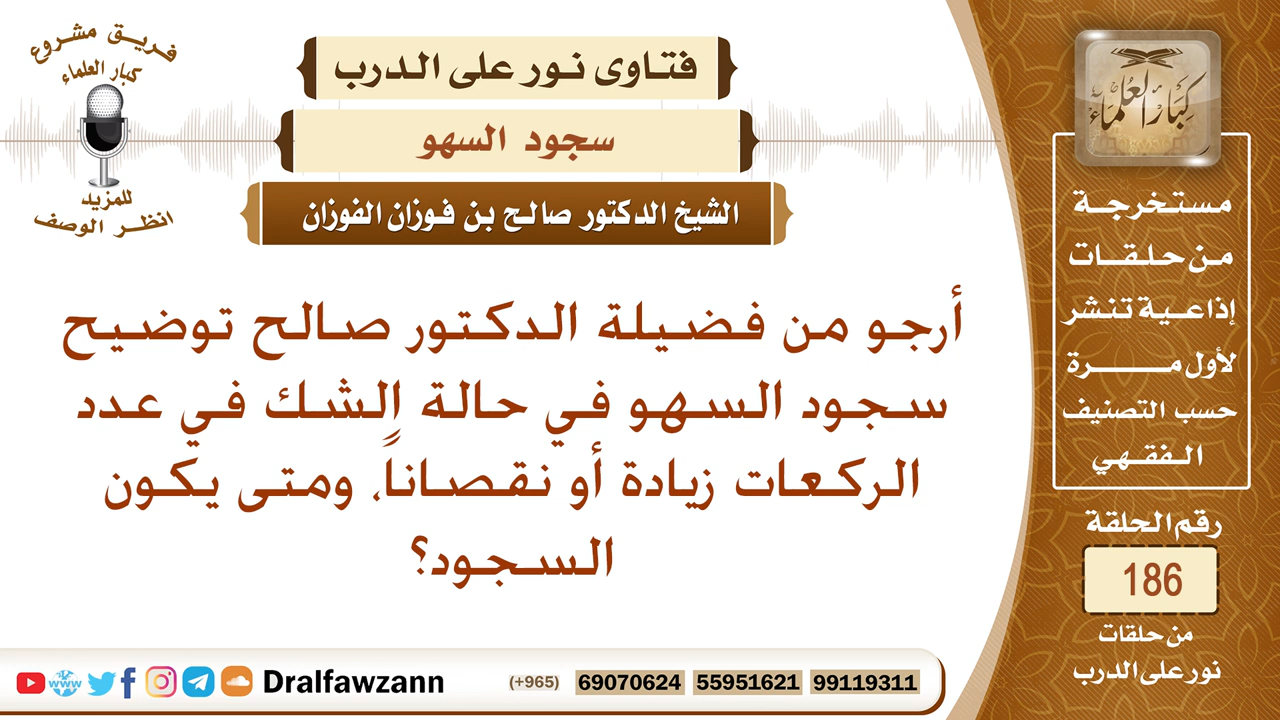 فريق مشروع
كبار العلماء
للمزيد
انظر الوصف
فتاوى نور على الدرب
سجود السهو
الشيخ الدكتور صالح بن فوزان الفوزان
أرجو من فضيلة الدكتور صالح توضيح
سجود السهو في حالة الشك في عدد
الركعات زيادة أو نقصاناً، ومتى يكون
السجود؟
كبار العلماء
مستخرجة
من حلقات
إذاعية تنشر
لأول مرة
حسب التصنيف
الفقهي
رقم الحلقة
186
من حلقات
نور على الدرب
www Dralfawzann (+965) 69070624 55951621 99119311